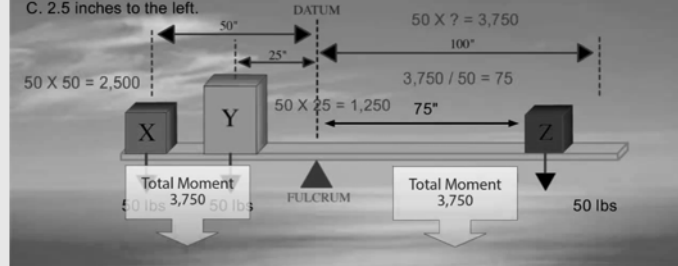 C. 2.5 inches to the left.
DATUM
50 X ? = 3,750
50"
100"
25"
50 X 50 = 2,500
3,750 / 50 = 75
50 X 25 = 1,250
75"
X
Y
Z
Total Moment
3,750
50 lbs
50 lbs
FULCRUM
Total Moment
3,750
50 lbs